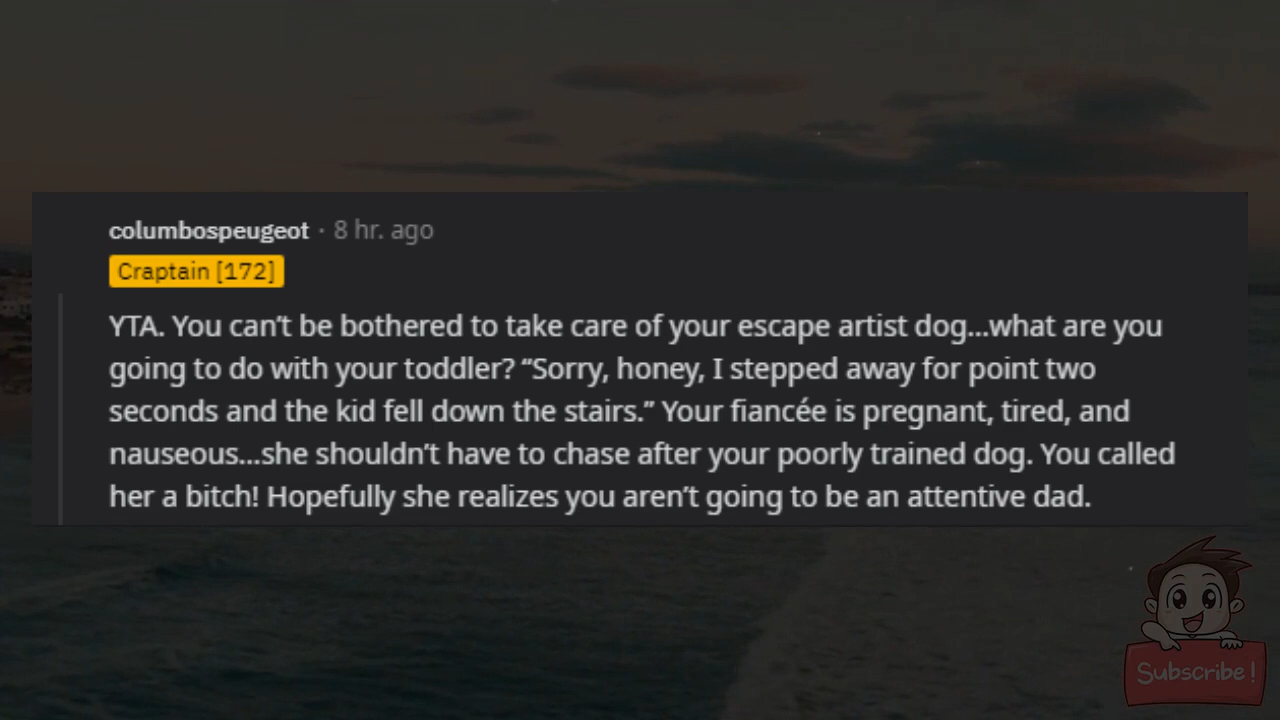 columbospeugeot · 8 hr. ago
Craptain [172]
YTA. You can’t be bothered to take care of your escape artist dog...what are you
going to do with your toddler? “Sorry, honey, I stepped away for point two
seconds and the kid fell down the stairs.” Your fiancée is pregnant, tired, and
nauseous...she shouldn’t have to chase after your poorly trained dog. You called
her a bitch! Hopefully she realizes you aren’t going to be an attentive dad.
Subscribe!